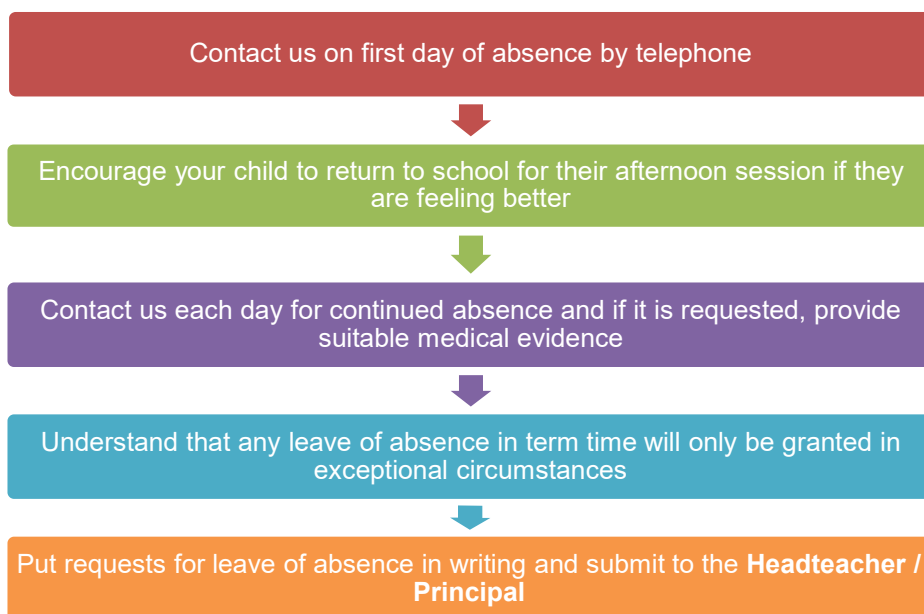 Contact us on first day of absence by telephone
Encourage your child to return to school for their afternoon session if they
are feeling better
Contact us each day for continued absence and if it is requested, provide
suitable medical evidence
Understand that any leave of absence in term time will only be granted in
exceptional circumstances
Put requests for leave of absence in writing and submit to the Headteacher /
Principal